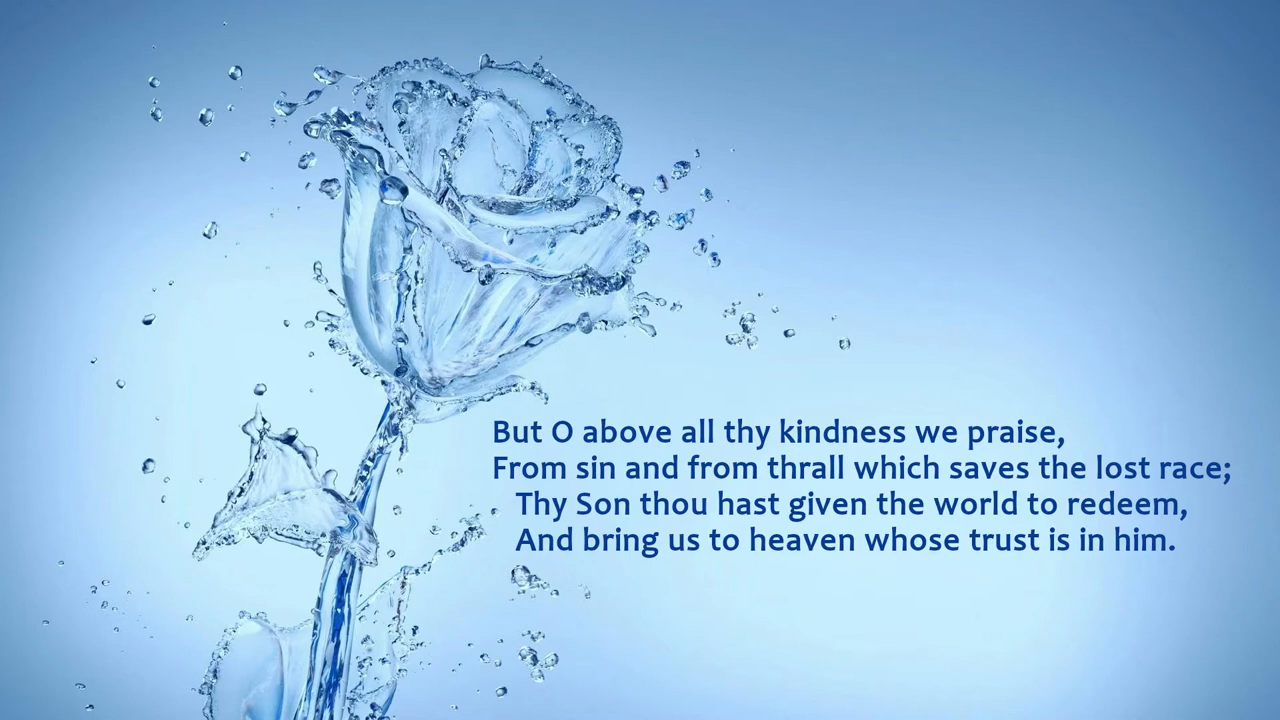 But O above all thy kindness we praise,
From sin and from thrall which saves the lost race;
Thy Son thou hast given the world to redeem,
And bring us to heaven whose trust is in him.